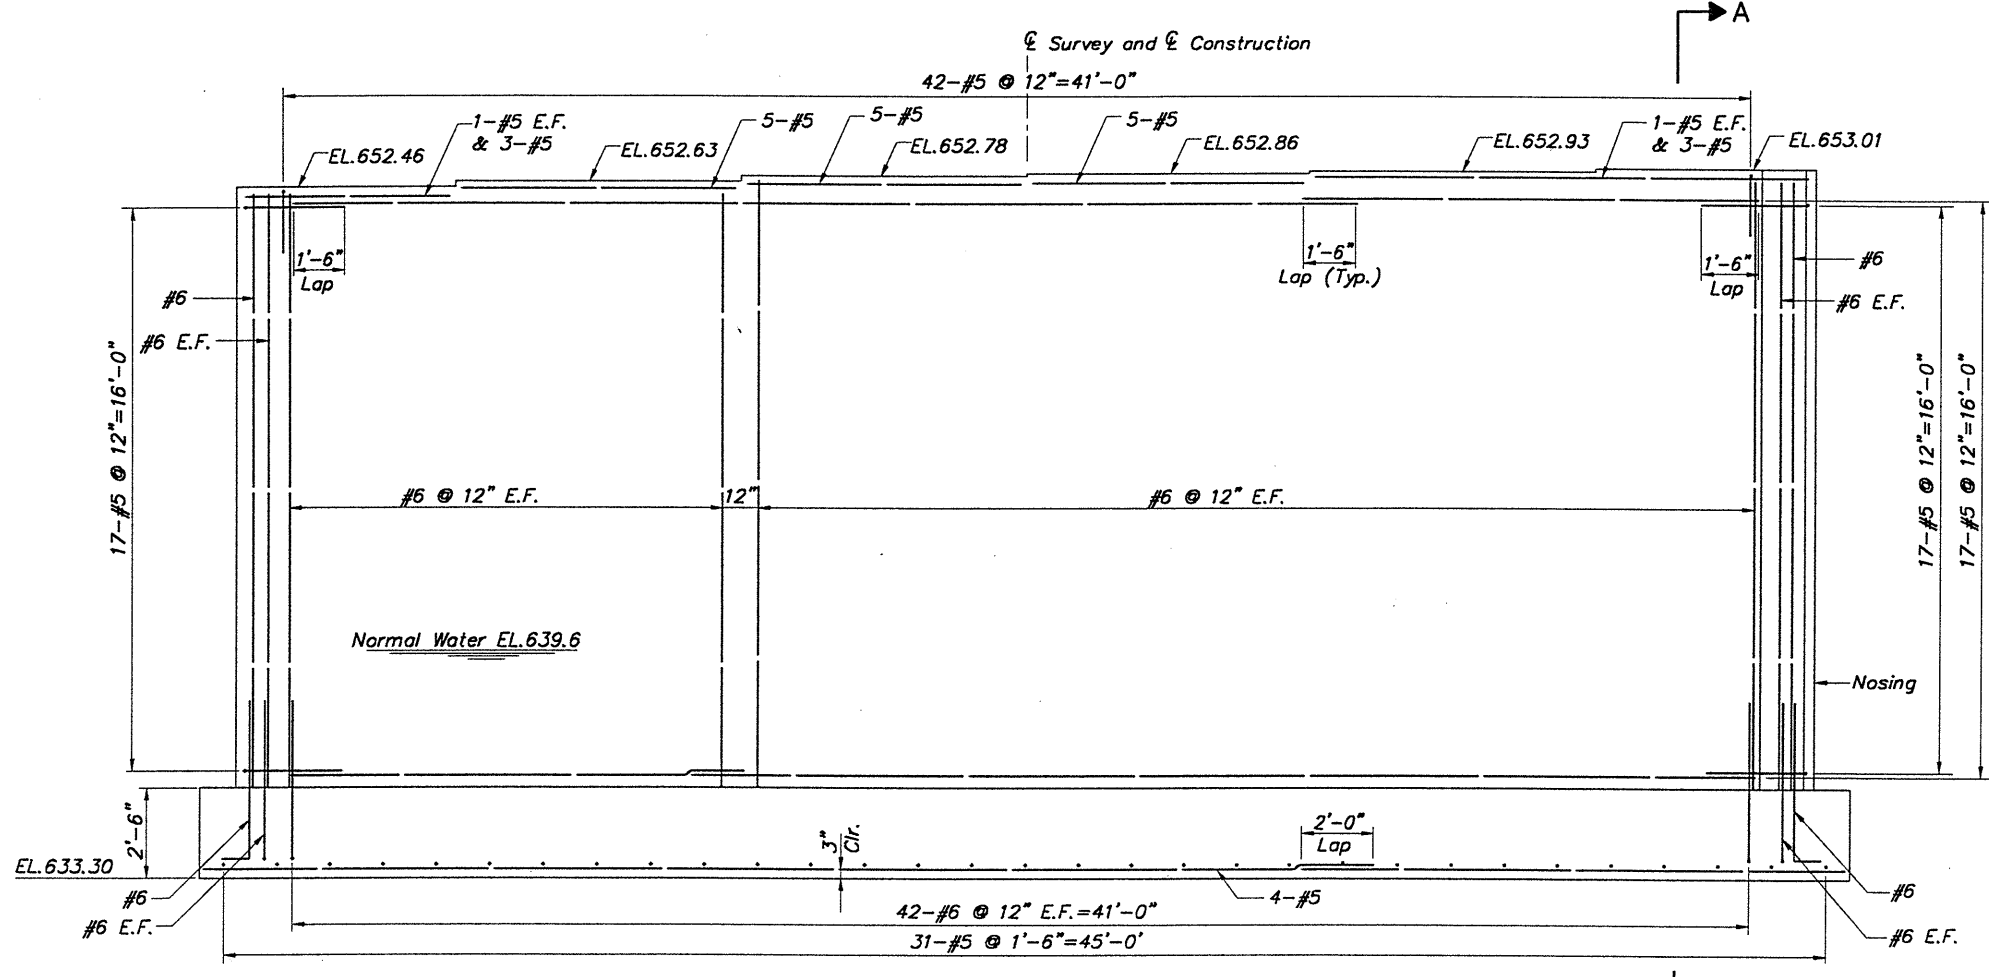 A
℄ Survey and ℄ Construction
42-#5 @ 12"=41'-0"
1-#5 E.F.
& 3-#5
5-#5
5-#5
5-#5
1-#5 E.F.
& 3-#5
EL.652.46
EL.652.63
EL.652.78
EL.652.86
EL.652.93
EL.653.01
1'-6"
Lap
1'-6"
Lap (Typ.)
1'-6"
Lap
#6
#6 E.F.
#6
#6 E.F.
17-#5 @ 12"=16'-0"
17-#5 @ 12"=16'-0"
17-#5 @ 12"=16'-0"
#6 @ 12" E.F.
12"
#6 @ 12" E.F.
Normal Water EL.639.6
Nosing
2'-6"
3"
Clr.
2'-0"
Lap
EL.633.30
#6
#6 E.F.
4-#5
#6
#6 E.F.
42-#6 @ 12" E.F.=41'-0"
31-#5 @ 1'-6"=45'-0'